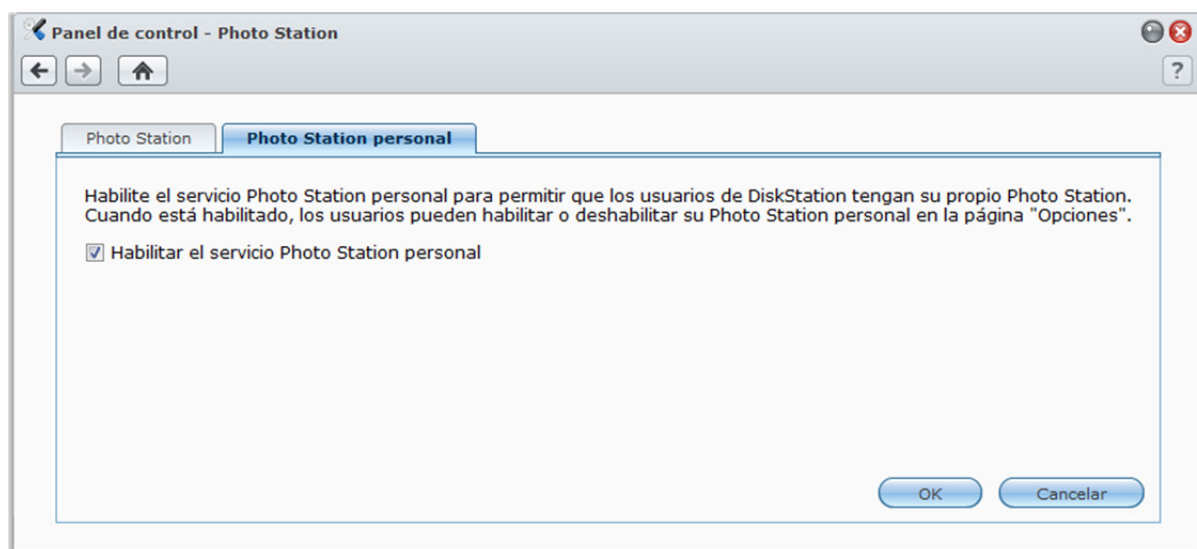 Panel de control - Photo Station
?
Photo Station
Photo Station personal
Habilite el servicio Photo Station personal para permitir que los usuarios de DiskStation tengan su propio Photo Station.
Cuando está habilitado, los usuarios pueden habilitar o deshabilitar su Photo Station personal en la página "Opciones".
Habilitar el servicio Photo Station personal
OK
Cancelar